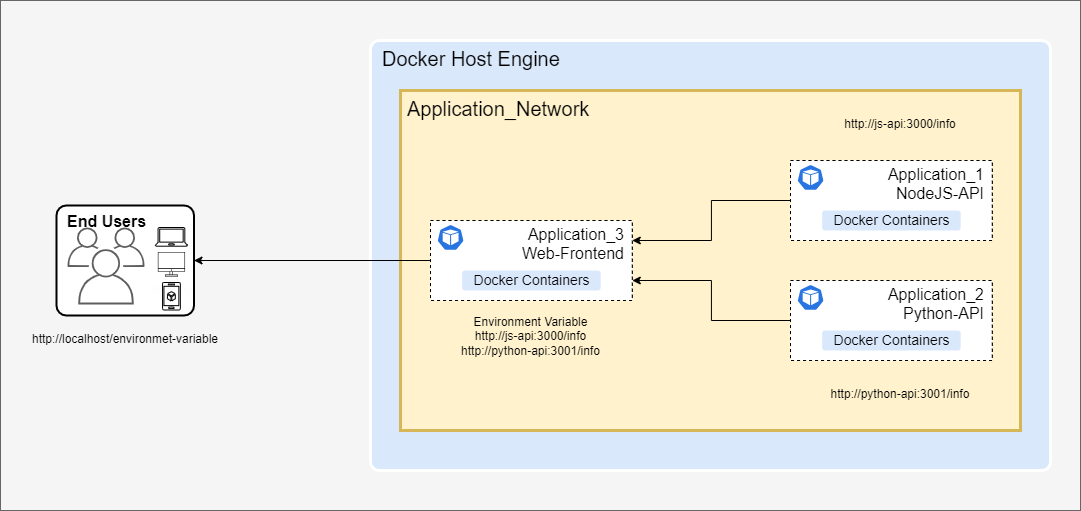 Docker Host Engine
Application_Network
http://js-api:3000/info
Application_1
NodeJS-API
Docker Containers
End Users
Application_3
Web-Frontend
Docker Containers
Application_2
Python-API
Docker Containers
http://localhost/environmet-variable
Environment Variable
http://js-api:3000/info
http://python-api:3001/info
http://python-api:3001/info